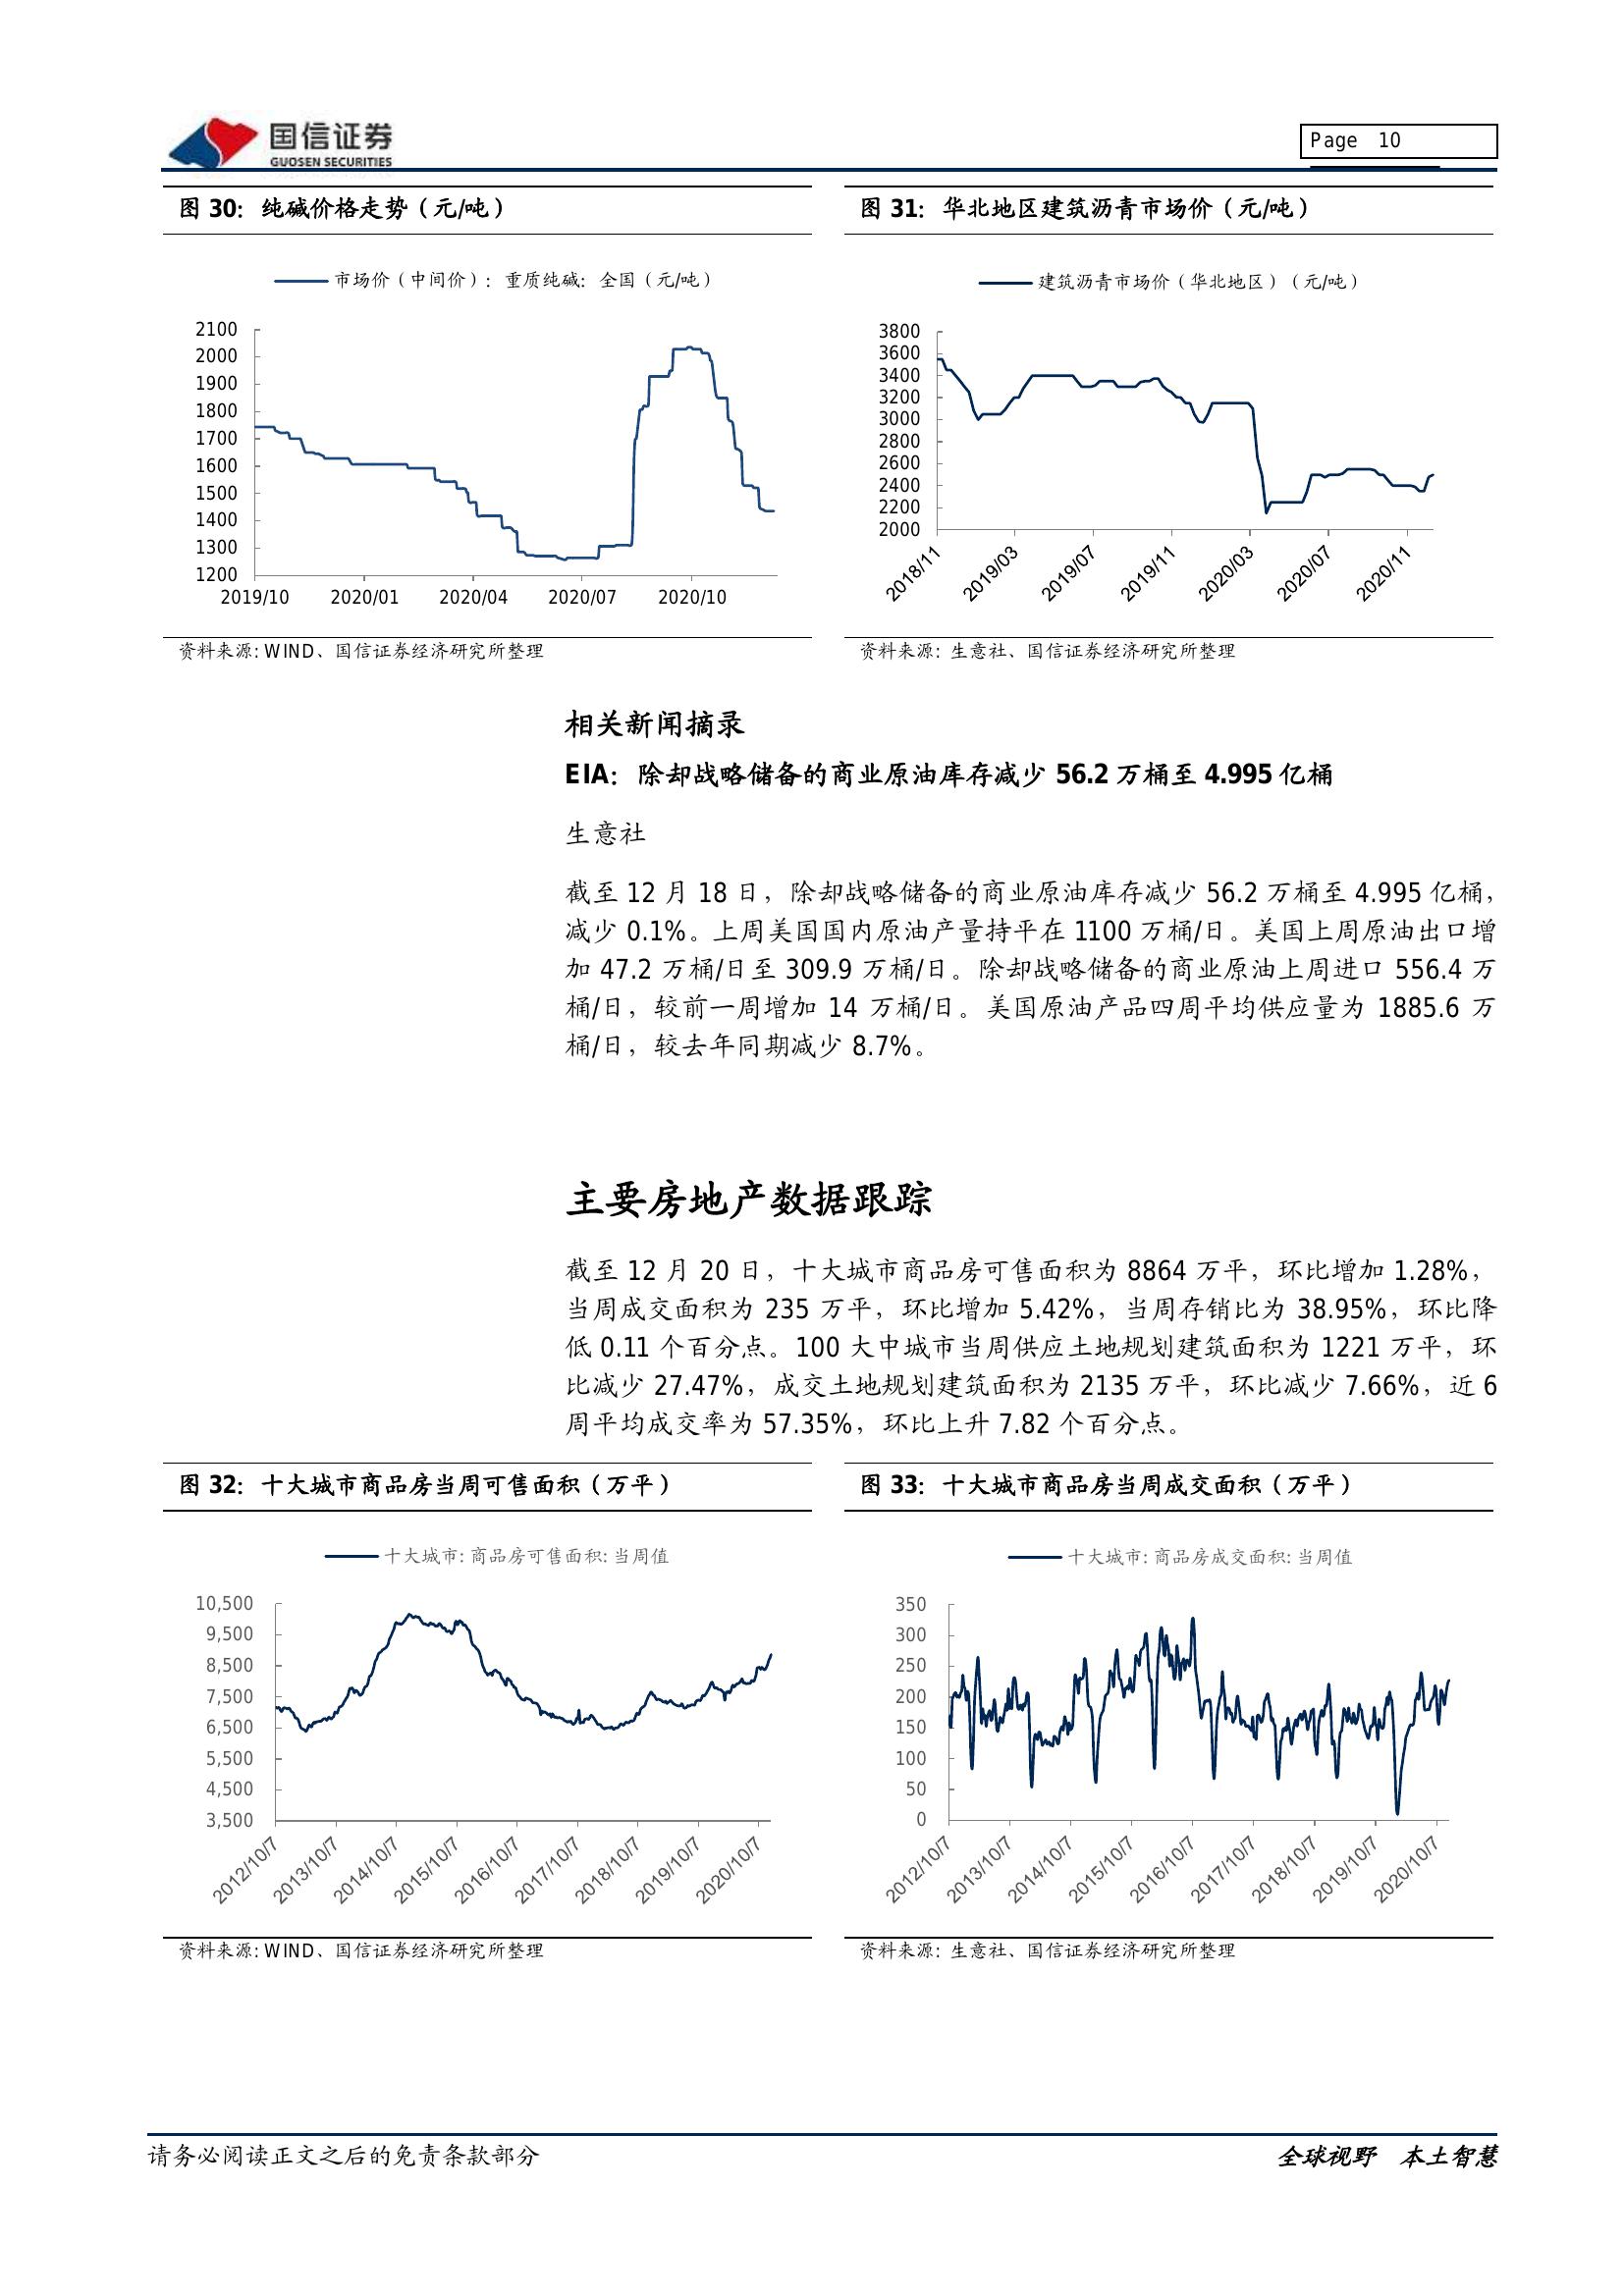 国信证券
GUOSEN SECURITIES
Page 10
图 30：纯碱价格走势（元/吨）
市场价（中间价）：重质纯碱：全国（元/吨）
2100
2000
1900
1800
1700
1600
1500
1400
1300
1200
2019/10 2020/01 2020/04 2020/07 2020/10
资料来源: WIND、国信证券经济研究所整理
图 31：华北地区建筑沥青市场价（元/吨）
建筑沥青市场价（华北地区）（元/吨）
3800
3600
3400
3200
3000
2800
2600
2400
2200
2000
2018/11 2019/03 2019/07 2019/11 2020/03 2020/07 2020/11
资料来源: 生意社、国信证券经济研究所整理
相关新闻摘录
EIA：除却战略储备的商业原油库存减少 56.2 万桶至 4.995 亿桶
生意社
截至 12 月 18 日，除却战略储备的商业原油库存减少 56.2 万桶至 4.995 亿桶，
减少 0.1%。上周美国国内原油产量持平在 1100 万桶/日。美国上周原油出口增
加 47.2 万桶/日至 309.9 万桶/日。除却战略储备的商业原油上周进口 556.4 万
桶/日，较前一周增加 14 万桶/日。美国原油产品四周平均供应量为 1885.6 万
桶/日，较去年同期减少 8.7%。
主要房地产数据跟踪
截至 12 月 20 日，十大城市商品房可售面积为 8864 万平，环比增加 1.28%，
当周成交面积为 235 万平，环比增加 5.42%，当周存销比为 38.95%，环比降
低 0.11 个百分点。100 大中城市当周供应土地规划建筑面积为 1221 万平，环
比减少 27.47%，成交土地规划建筑面积为 2135 万平，环比减少 7.66%，近 6
周平均成交率为 57.35%，环比上升 7.82 个百分点。
图 32：十大城市商品房当周可售面积（万平）
十大城市: 商品房可售面积: 当周值
10,500
9,500
8,500
7,500
6,500
5,500
4,500
3,500
2012/10/7 2013/10/7 2014/10/7 2015/10/7 2016/10/7 2017/10/7 2018/10/7 2019/10/7 2020/10/7
资料来源: WIND、国信证券经济研究所整理
图 33：十大城市商品房当周成交面积（万平）
十大城市: 商品房成交面积: 当周值
350
300
250
200
150
100
50
0
2012/10/7 2013/10/7 2014/10/7 2015/10/7 2016/10/7 2017/10/7 2018/10/7 2019/10/7 2020/10/7
资料来源: 生意社、国信证券经济研究所整理
请务必阅读正文之后的免责条款部分
全球视野 本土智慧